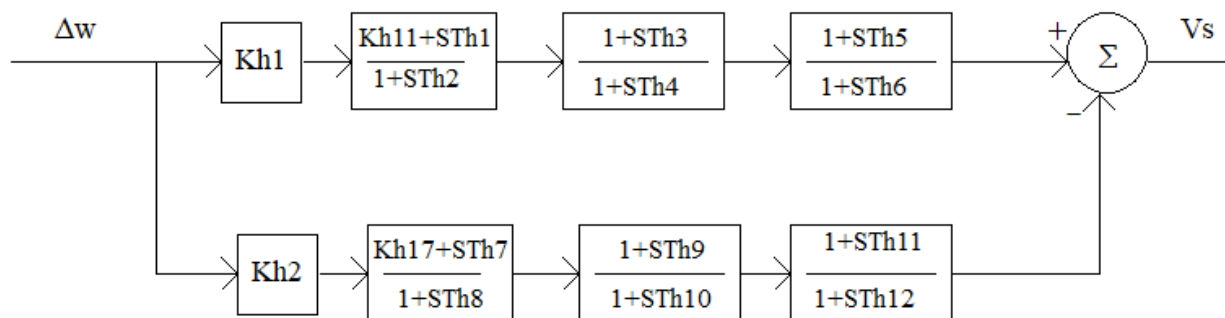 Δw
Kh1
Kh11+STh1
1+STh2
1+STh3
1+STh4
1+STh5
1+STh6
+
Σ
−
Vs
Kh2
Kh17+STh7
1+STh8
1+STh9
1+STh10
1+STh11
1+STh12